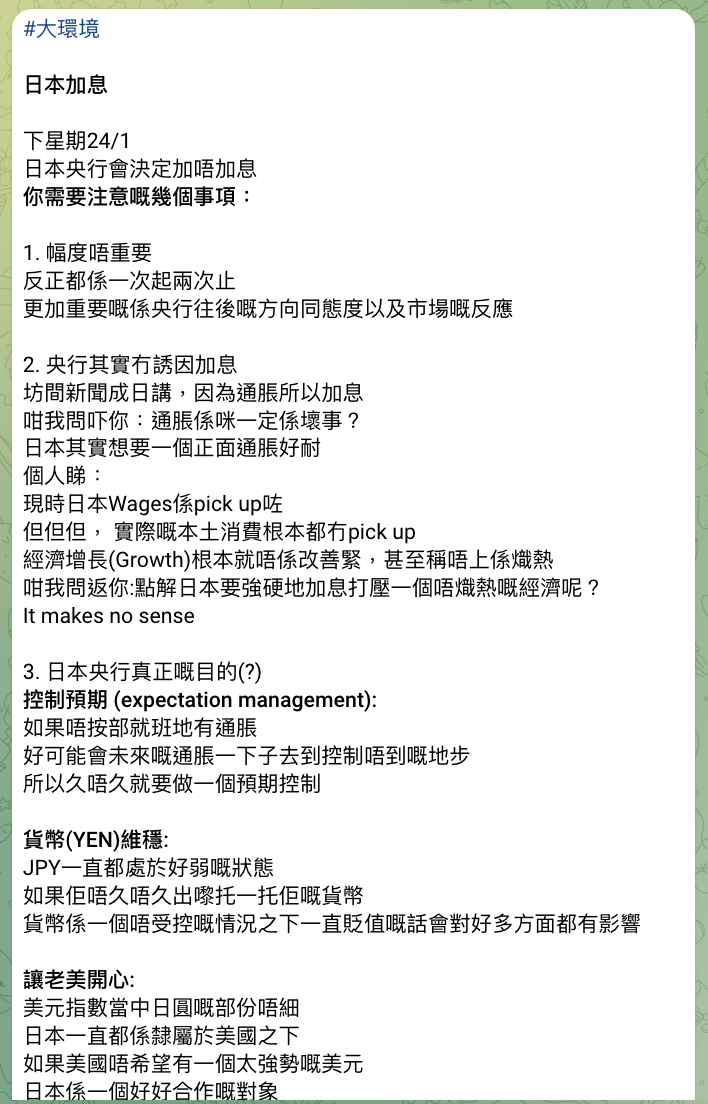 #大環境
日本加息
下星期24/1
日本央行會決定加唔加息
你需要注意嘅幾個事項：
1. 幅度唔重要
反正都係一次起兩次止
更加重要嘅係央行往後嘅方向同態度以及市場嘅反應
2. 央行其實冇誘因加息
坊間新聞成日講，因為通脹所以加息
咁我問吓你：通脹係咪一定係壞事？
日本其實想要一個正面通脹好耐
個人睇：
現時日本Wages係pick up咗
但但但， 實際嘅本土消費根本都冇pick up
經濟增長(Growth)根本就唔係改善緊，甚至稱唔上係熾熱
咁我問返你:點解日本要強硬地加息打壓一個唔熾熱嘅經濟呢？
It makes no sense
3. 日本央行真正嘅目的(?)
控制預期 (expectation management):
如果唔按部就班地有通脹
好可能會未來嘅通脹一下子去到控制唔到嘅地步
所以久唔久就要做一個預期控制
貨幣(YEN)維穩:
JPY一直都處於好弱嘅狀態
如果佢唔久唔久出嚟托一托佢嘅貨幣
貨幣係一個唔受控嘅情況之下一直貶值嘅話會對好多方面都有影響
讓老美開心:
美元指數當中日圓嘅部份唔細
日本一直都係隸屬於美國之下
如果美國唔希望有一個太強勢嘅美元
日本係一個好好合作嘅對象